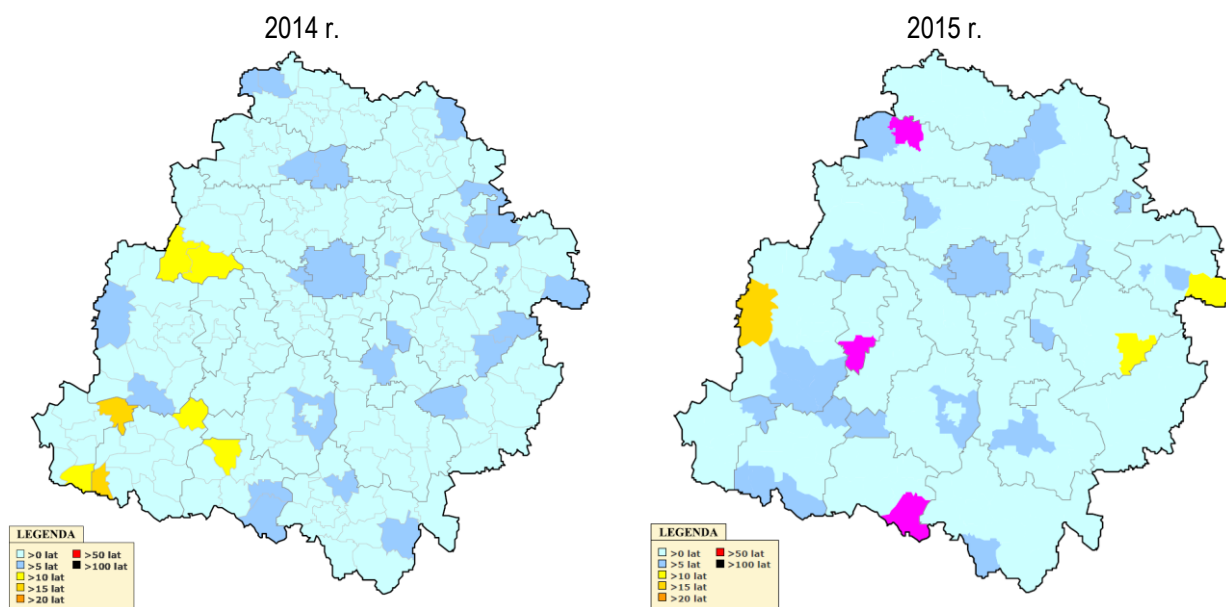 2014 r.
2015 r.
LEGENDA
>0 lat
>50 lat
>5 lat
>100 lat
>10 lat
>15 lat
>20 lat
LEGENDA
>0 lat
>50 lat
>5 lat
>100 lat
>10 lat
>15 lat
>20 lat